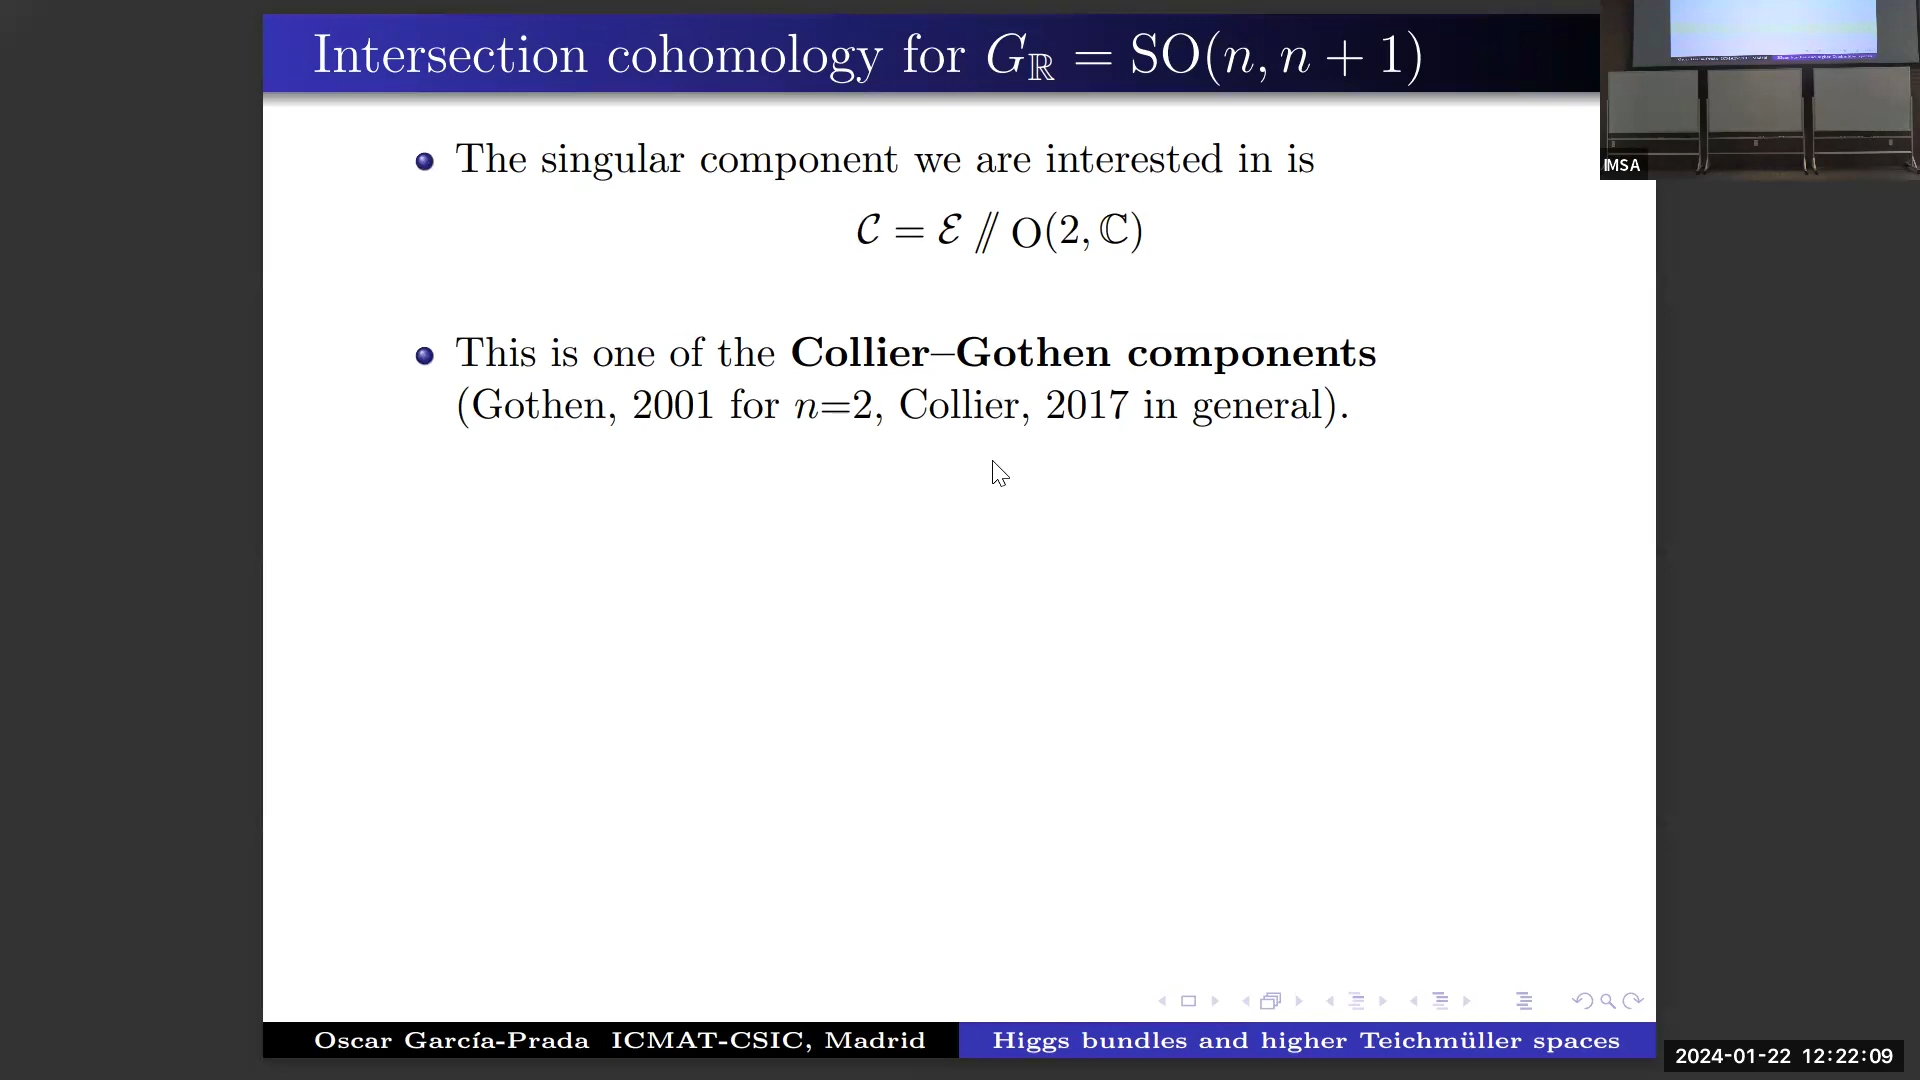 Intersection cohomology for $G_{\mathbb{R}} = \mathrm{SO}(n, n+1)$
The singular component we are interested in is
$\mathcal{C} = \mathcal{E} /\!\!/ \mathrm{O}(2, \mathbb{C})$
This is one of the Collier–Gothen components
(Gothen, 2001 for n=2, Collier, 2017 in general).
IMSA
Oscar García-Prada ICMAT-CSIC, Madrid
Higgs bundles and higher Teichmüller spaces
2024-01-22 12:22:09